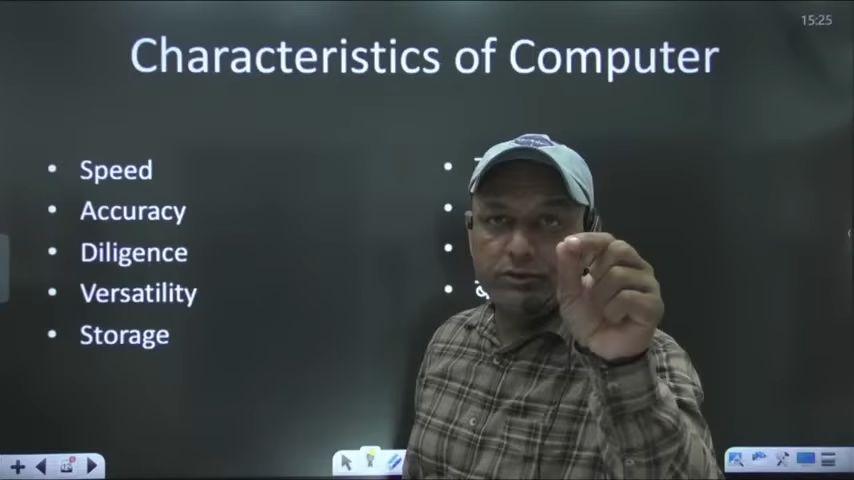 15:25
Characteristics of Computer
• Speed
• Accuracy
• Diligence
• Versatility
• Storage